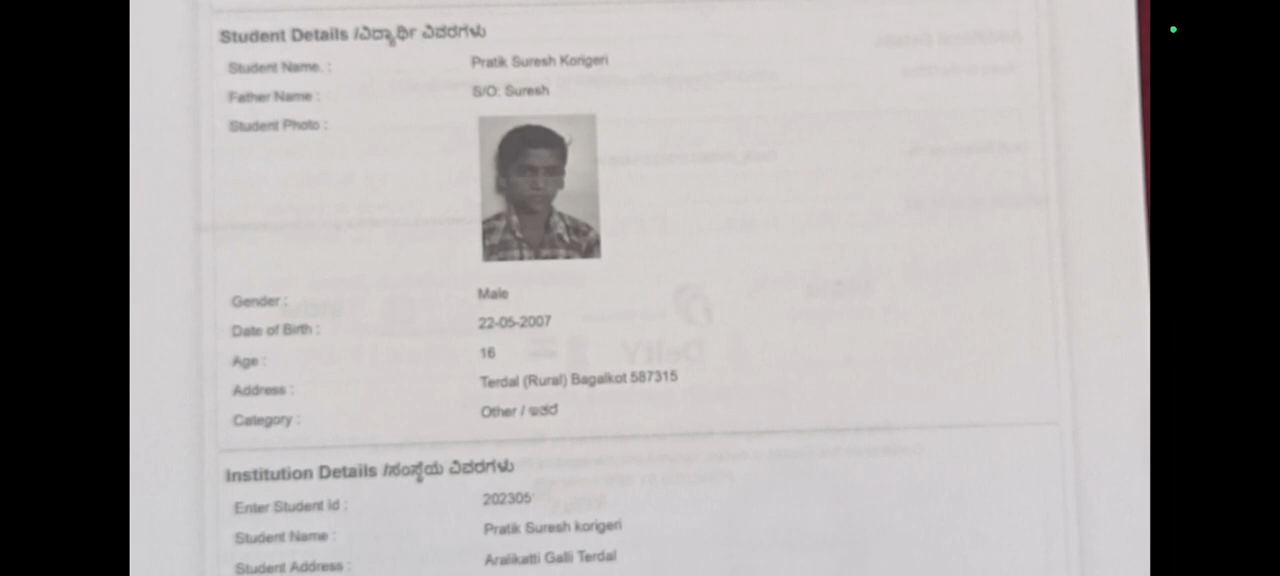 Student Details /ವಿದ್ಯಾರ್ಥಿ ವಿವರಗಳು
Student Name. : Pratik Suresh Korigeri
Father Name : S/O: Suresh
Student Photo :
Gender : Male
Date of Birth : 22-05-2007
Age : 16
Address : Terdal (Rural) Bagalkot 587315
Category : Other / ಇತರೆ
Institution Details /ಸಂಸ್ಥೆಯ ವಿವರಗಳು
Enter Student id : 202305
Student Name : Pratik Suresh korigeri
Student Address : Aralikatti Galli Terdal